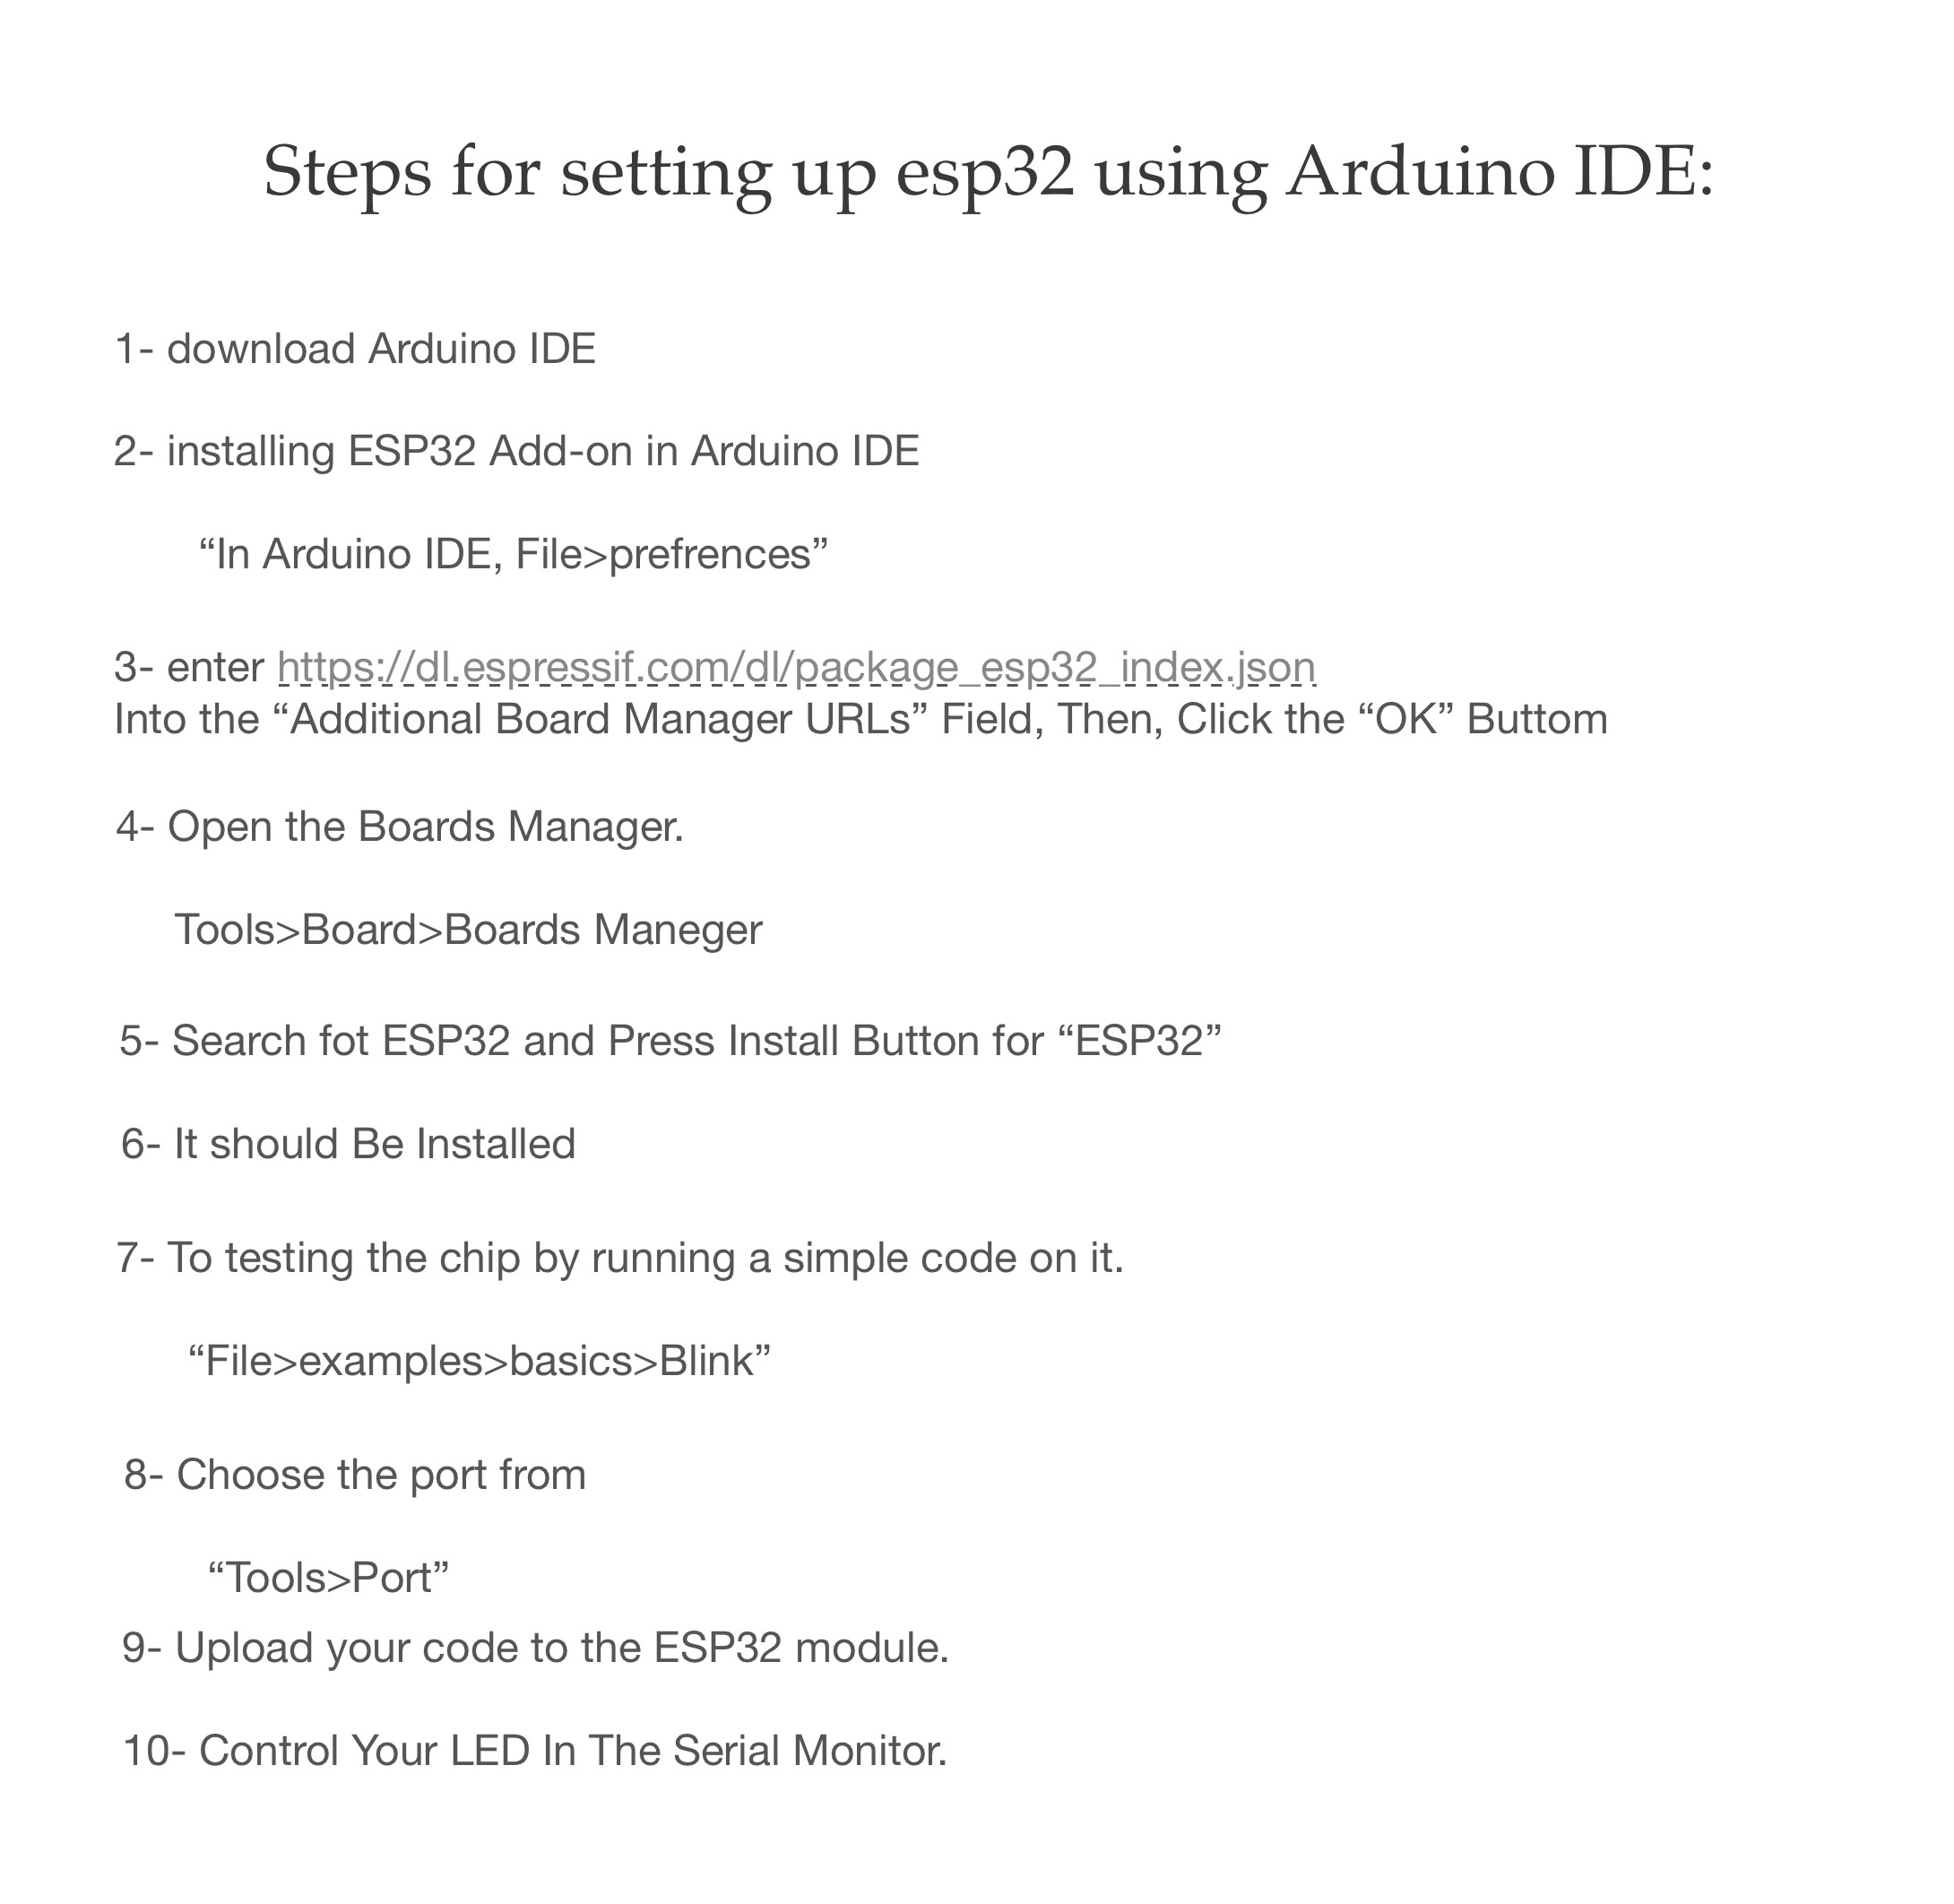 Steps for setting up esp32 using Arduino IDE:
1- download Arduino IDE
2- installing ESP32 Add-on in Arduino IDE
“In Arduino IDE, File>prefrences”
3- enter https://dl.espressif.com/dl/package_esp32_index.json
Into the “Additional Board Manager URLs” Field, Then, Click the “OK” Buttom
4- Open the Boards Manager.
Tools>Board>Boards Maneger
5- Search fot ESP32 and Press Install Button for “ESP32”
6- It should Be Installed
7- To testing the chip by running a simple code on it.
“File>examples>basics>Blink”
8- Choose the port from
“Tools>Port”
9- Upload your code to the ESP32 module.
10- Control Your LED In The Serial Monitor.